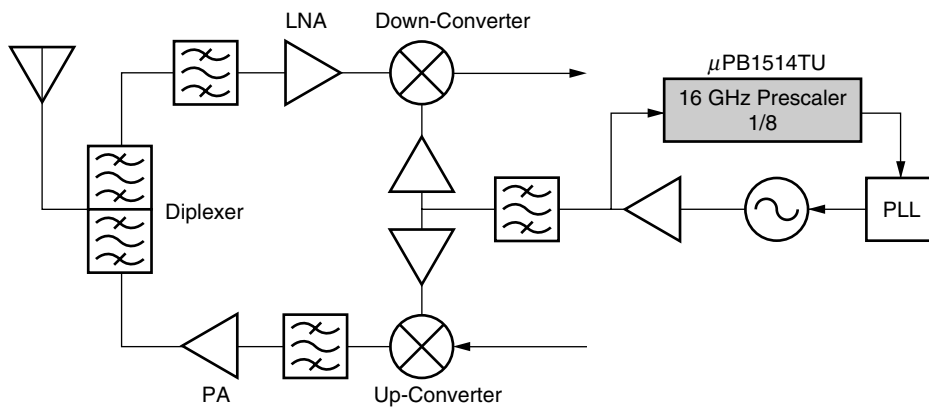 LNA
Down-Converter
μPB1514TU
16 GHz Prescaler
1/8
Diplexer
PLL
PA
Up-Converter